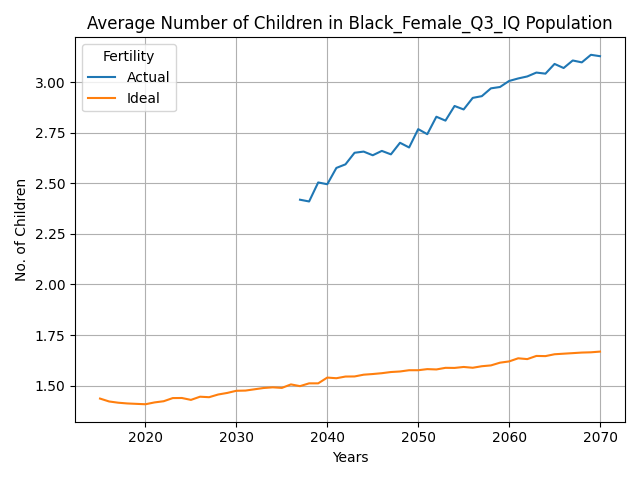 Average Number of Children in Black_Female_Q3_IQ Population
Fertility
Actual
Ideal
No. of Children
3.00
2.75
2.50
2.25
2.00
1.75
1.50
2020
2030
2040
2050
2060
2070
Years